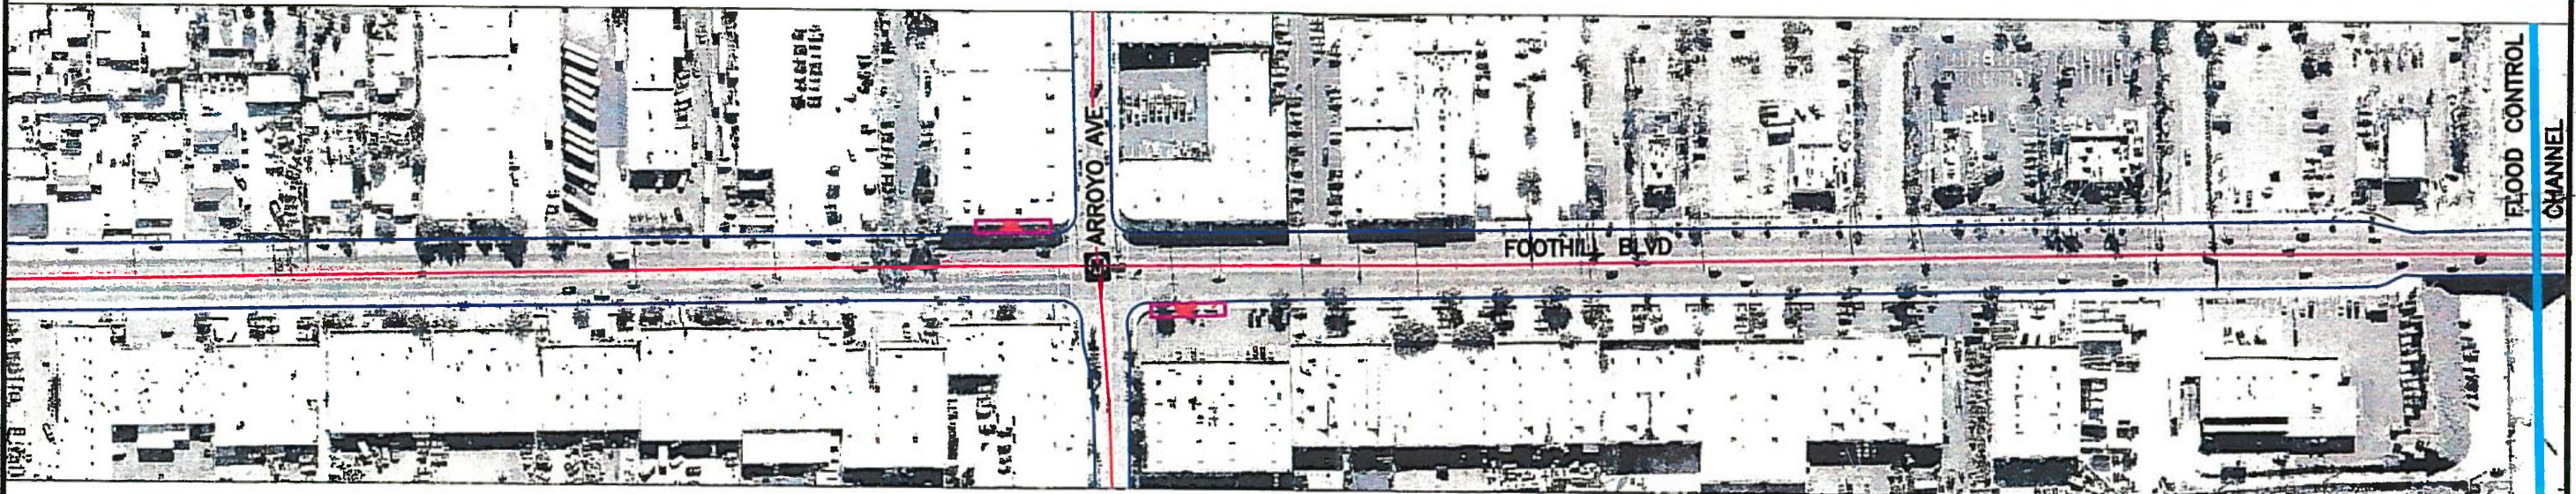 ARROYO AVE
FOOTHILL BLVD
FLOOD CONTROL
CHANNEL